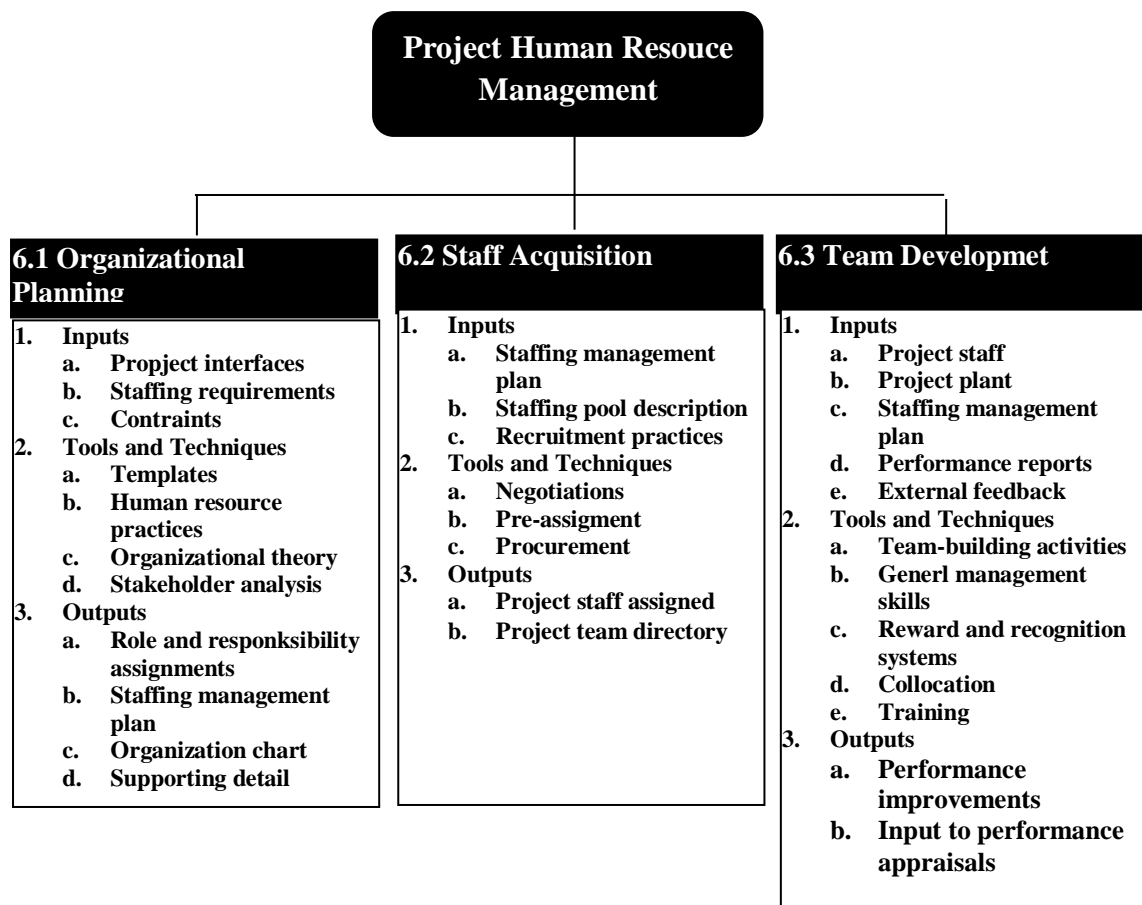 Project Human Resouce
Management
6.1 Organizational
Planning
1. Inputs
a. Propject interfaces
b. Staffing requirements
c. Contraints
2. Tools and Techniques
a. Templates
b. Human resource
practices
c. Organizational theory
d. Stakeholder analysis
3. Outputs
a. Role and responksibility
assignments
b. Staffing management
plan
c. Organization chart
d. Supporting detail
6.2 Staff Acquisition
1. Inputs
a. Staffing management
plan
b. Staffing pool description
c. Recruitment practices
2. Tools and Techniques
a. Negotiations
b. Pre-assigment
c. Procurement
3. Outputs
a. Project staff assigned
b. Project team directory
6.3 Team Developmet
1. Inputs
a. Project staff
b. Project plant
c. Staffing management
plan
d. Performance reports
e. External feedback
2. Tools and Techniques
a. Team-building activities
b. Generl management
skills
c. Reward and recognition
systems
d. Collocation
e. Training
3. Outputs
a. Performance
improvements
b. Input to performance
appraisals